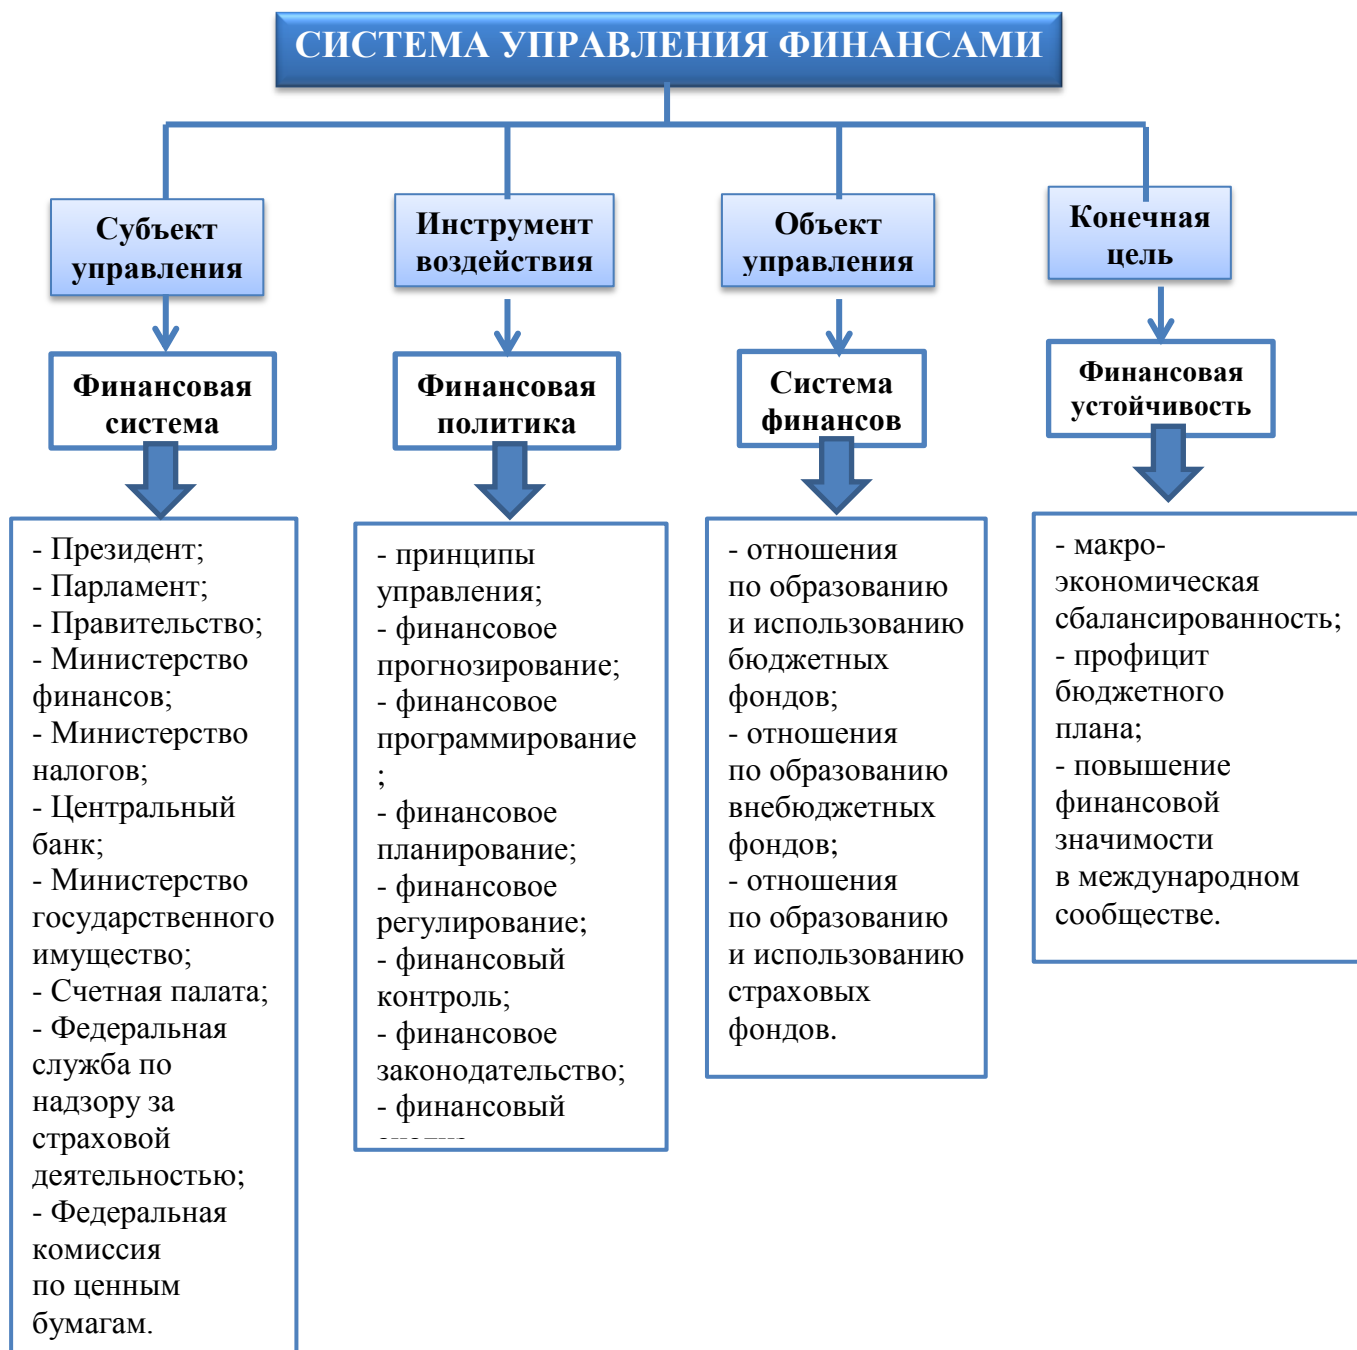 СИСТЕМА УПРАВЛЕНИЯ ФИНАНСАМИ
Субъект
управления
Инструмент
воздействия
Объект
управления
Конечная
цель
Финансовая
система
Финансовая
политика
Система
финансов
Финансовая
устойчивость
- Президент;
- Парламент;
- Правительство;
- Министерство
финансов;
- Министерство
налогов;
- Центральный
банк;
- Министерство
государственного
имущество;
- Счетная палата;
- Федеральная
служба по
надзору за
страховой
деятельностью;
- Федеральная
комиссия
по ценным
бумагам.
- принципы
управления;
- финансовое
прогнозирование;
- финансовое
программирование
;
- финансовое
планирование;
- финансовое
регулирование;
- финансовый
контроль;
- финансовое
законодательство;
- финансовый
- отношения
по образованию
и использованию
бюджетных
фондов;
- отношения
по образованию
внебюджетных
фондов;
- отношения
по образованию
и использованию
страховых
фондов.
- макро-
экономическая
сбалансированность;
- профицит
бюджетного
плана;
- повышение
финансовой
значимости
в международном
сообществе.